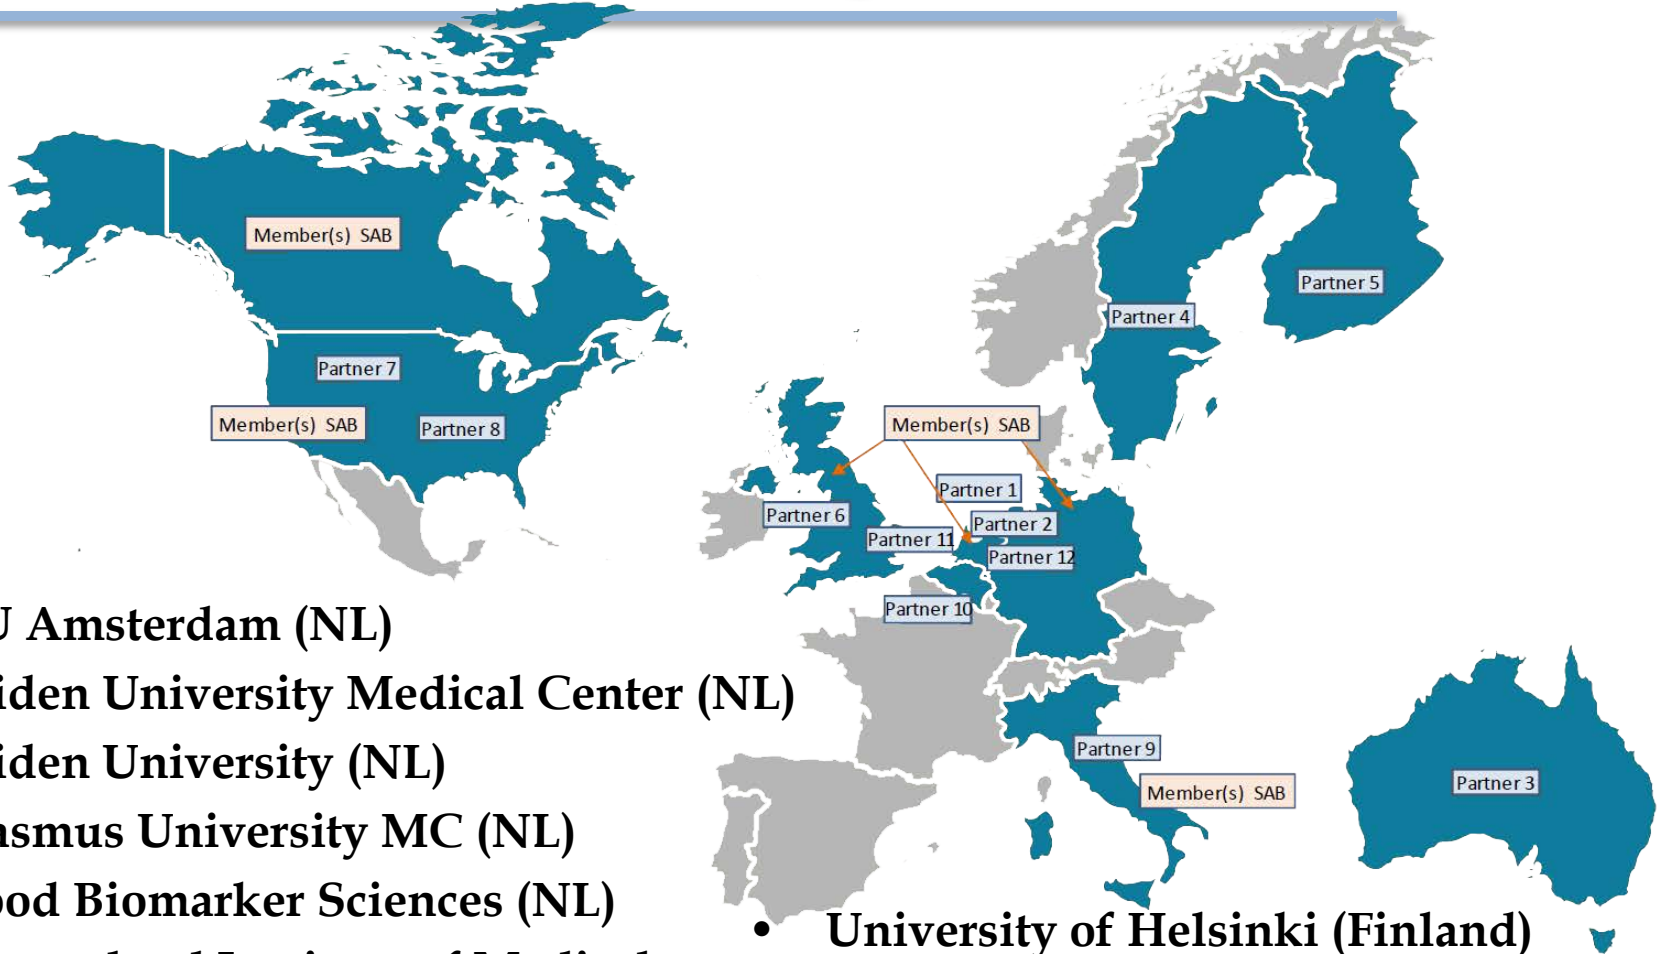 Member(s) SAB
Partner 5
Partner 4
Partner 7
Member(s) SAB
Partner 8
Member(s) SAB
Partner 1
Partner 6
Partner 2
Partner 11
Partner 12
Partner 10
Partner 9
Member(s) SAB
Partner 3
U Amsterdam (NL)
iden University Medical Center (NL)
iden University (NL)
asmus University MC (NL)
ood Biomarker Sciences (NL)
• University of Helsinki (Finland)